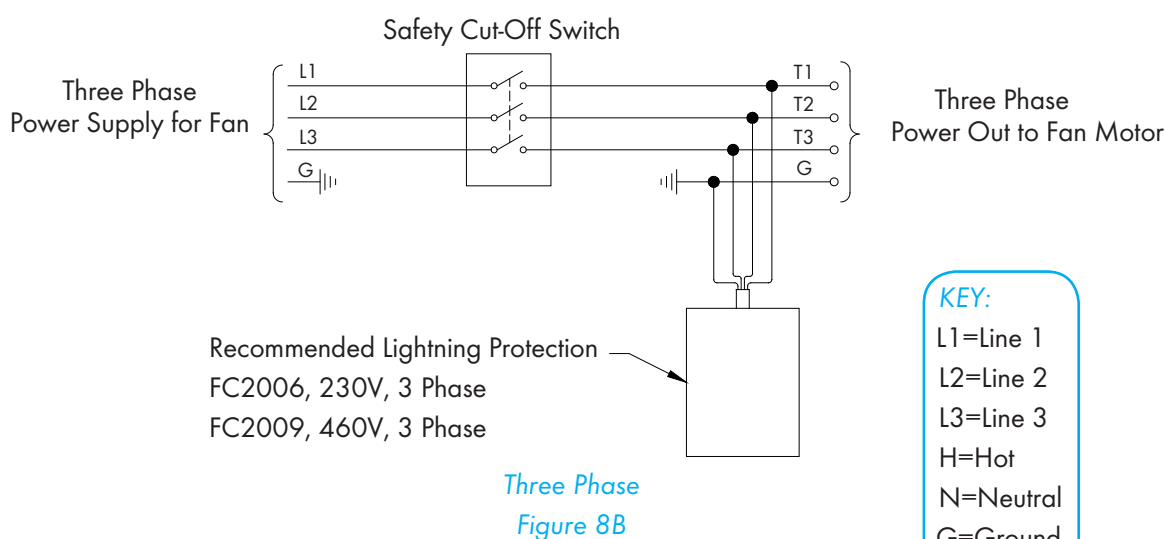 Safety Cut-Off Switch
Three Phase
Power Supply for Fan
L1
L2
L3
G
T1
T2
T3
G
Three Phase
Power Out to Fan Motor
Recommended Lightning Protection
FC2006, 230V, 3 Phase
FC2009, 460V, 3 Phase
Three Phase
Figure 8B
KEY:
L1=Line 1
L2=Line 2
L3=Line 3
H=Hot
N=Neutral
G=Ground